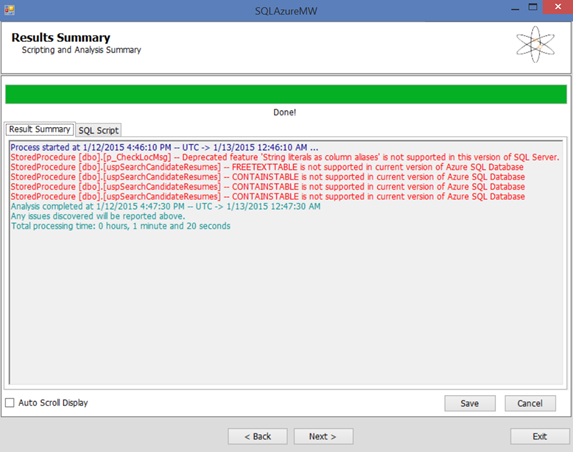 SQLAzureMW
Results Summary
Scripting and Analysis Summary
Done!
Result Summary SQL Script
Process started at 1/12/2015 4:46:10 PM -- UTC -> 1/13/2015 12:46:10 AM ...
StoredProcedure [dbo].[p_CheckLocMsg] -- Deprecated feature 'String literals as column aliases' is not supported in this version of SQL Server.
StoredProcedure [dbo].[uspSearchCandidateResumes] -- FREETEXTTABLE is not supported in current version of Azure SQL Database
StoredProcedure [dbo].[uspSearchCandidateResumes] -- CONTAINSTABLE is not supported in current version of Azure SQL Database
StoredProcedure [dbo].[uspSearchCandidateResumes] -- CONTAINSTABLE is not supported in current version of Azure SQL Database
StoredProcedure [dbo].[uspSearchCandidateResumes] -- CONTAINSTABLE is not supported in current version of Azure SQL Database
Analysis completed at 1/12/2015 4:47:30 PM -- UTC -> 1/13/2015 12:47:30 AM
Any issues discovered will be reported above.
Total processing time: 0 hours, 1 minute and 20 seconds
Auto Scroll Display Save Cancel
< Back Next > Exit